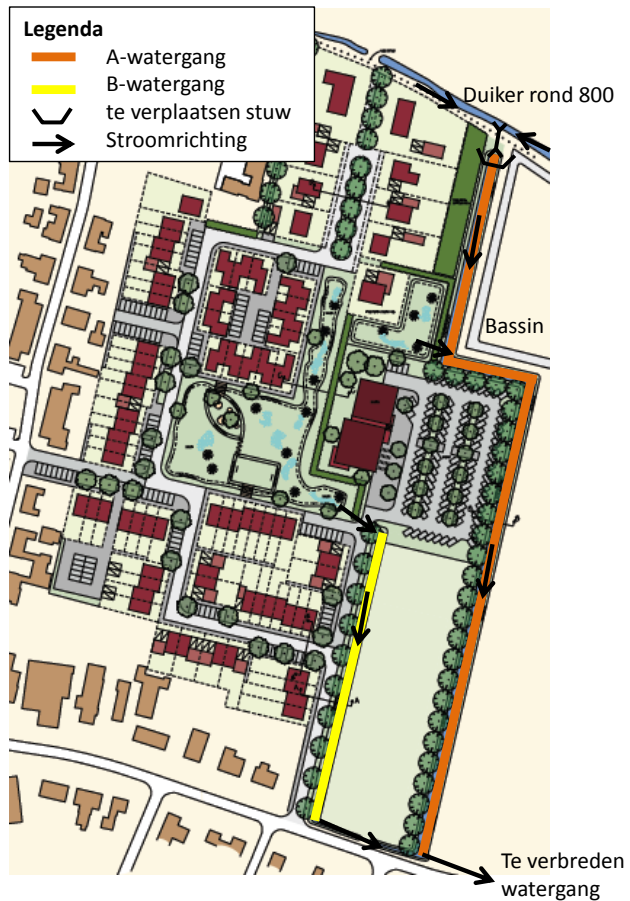 Legenda
A-watergang
B-watergang
te verplaatsen stuw
Stroomrichting
Duiker rond 800
Bassin
Te verbreden
watergang